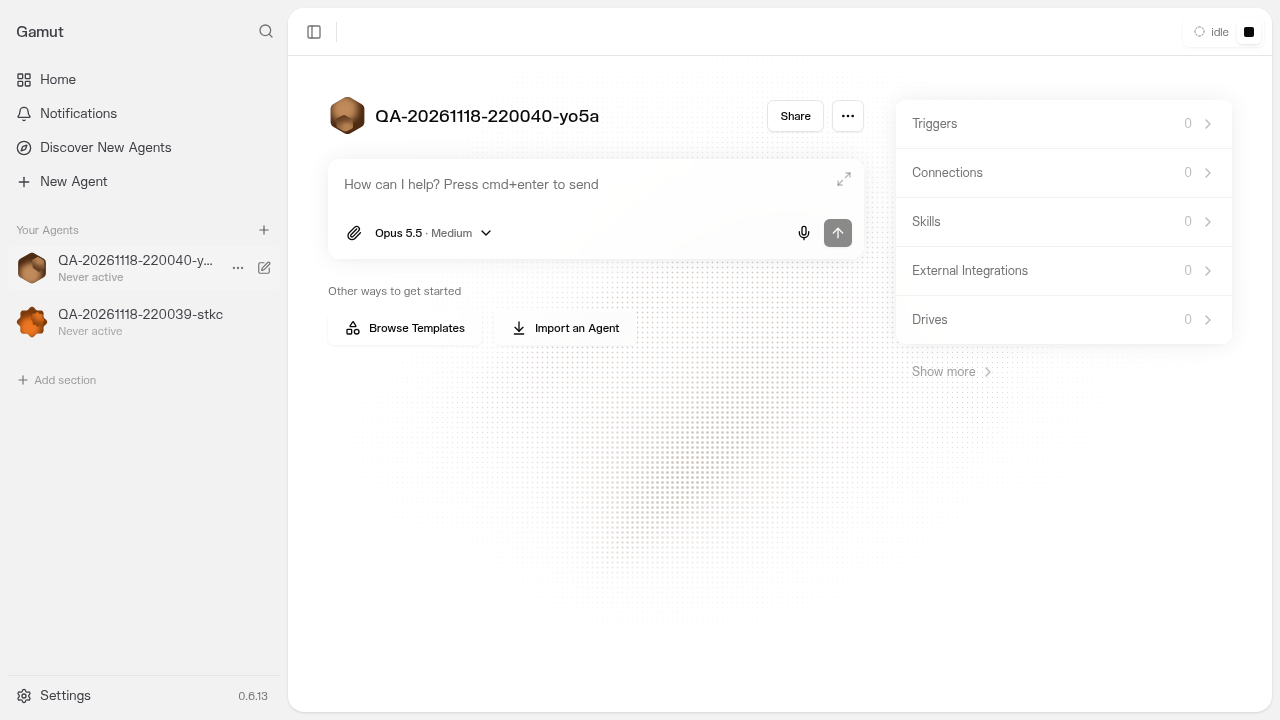 Gamut
Home
Notifications
Discover New Agents
New Agent
Your Agents
QA-20261118-220040-y...
Never active
QA-20261118-220039-stkc
Never active
Add section
Settings
0.6.13
idle
QA-20261118-220040-yo5a
Share
How can I help? Press cmd+enter to send
Opus 5.5 · Medium
Other ways to get started
Browse Templates
Import an Agent
Triggers 0
Connections 0
Skills 0
External Integrations 0
Drives 0
Show more